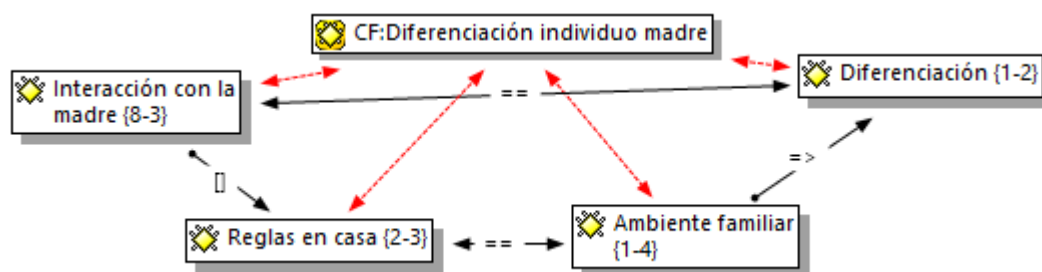 CF:Diferenciación individuo madre
Interacción con la
madre {8-3}
==
Diferenciación {1-2}
=>
[]
Reglas en casa {2-3}
==
Ambiente familiar
{1-4}